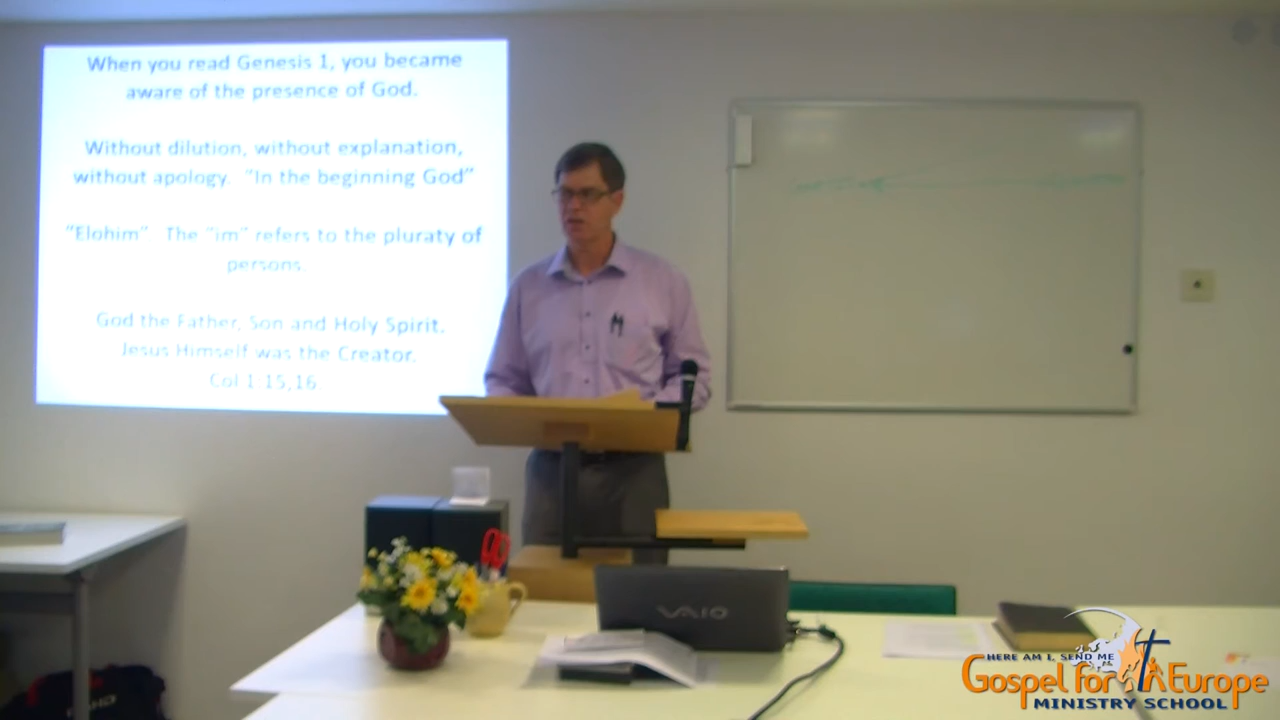 When you read Genesis 1, you became
aware of the presence of God.
Without dilution, without explanation,
without apology. "In the beginning God"
"Elohim" The "im" refers to the pluraty of
persons.
God the Father, Son and Holy Spirit.
Jesus Himself was the Creator.
Col 1:15,16
VAIO
HERE AM I, SEND ME
Gospel for Europe
MINISTRY SCHOOL